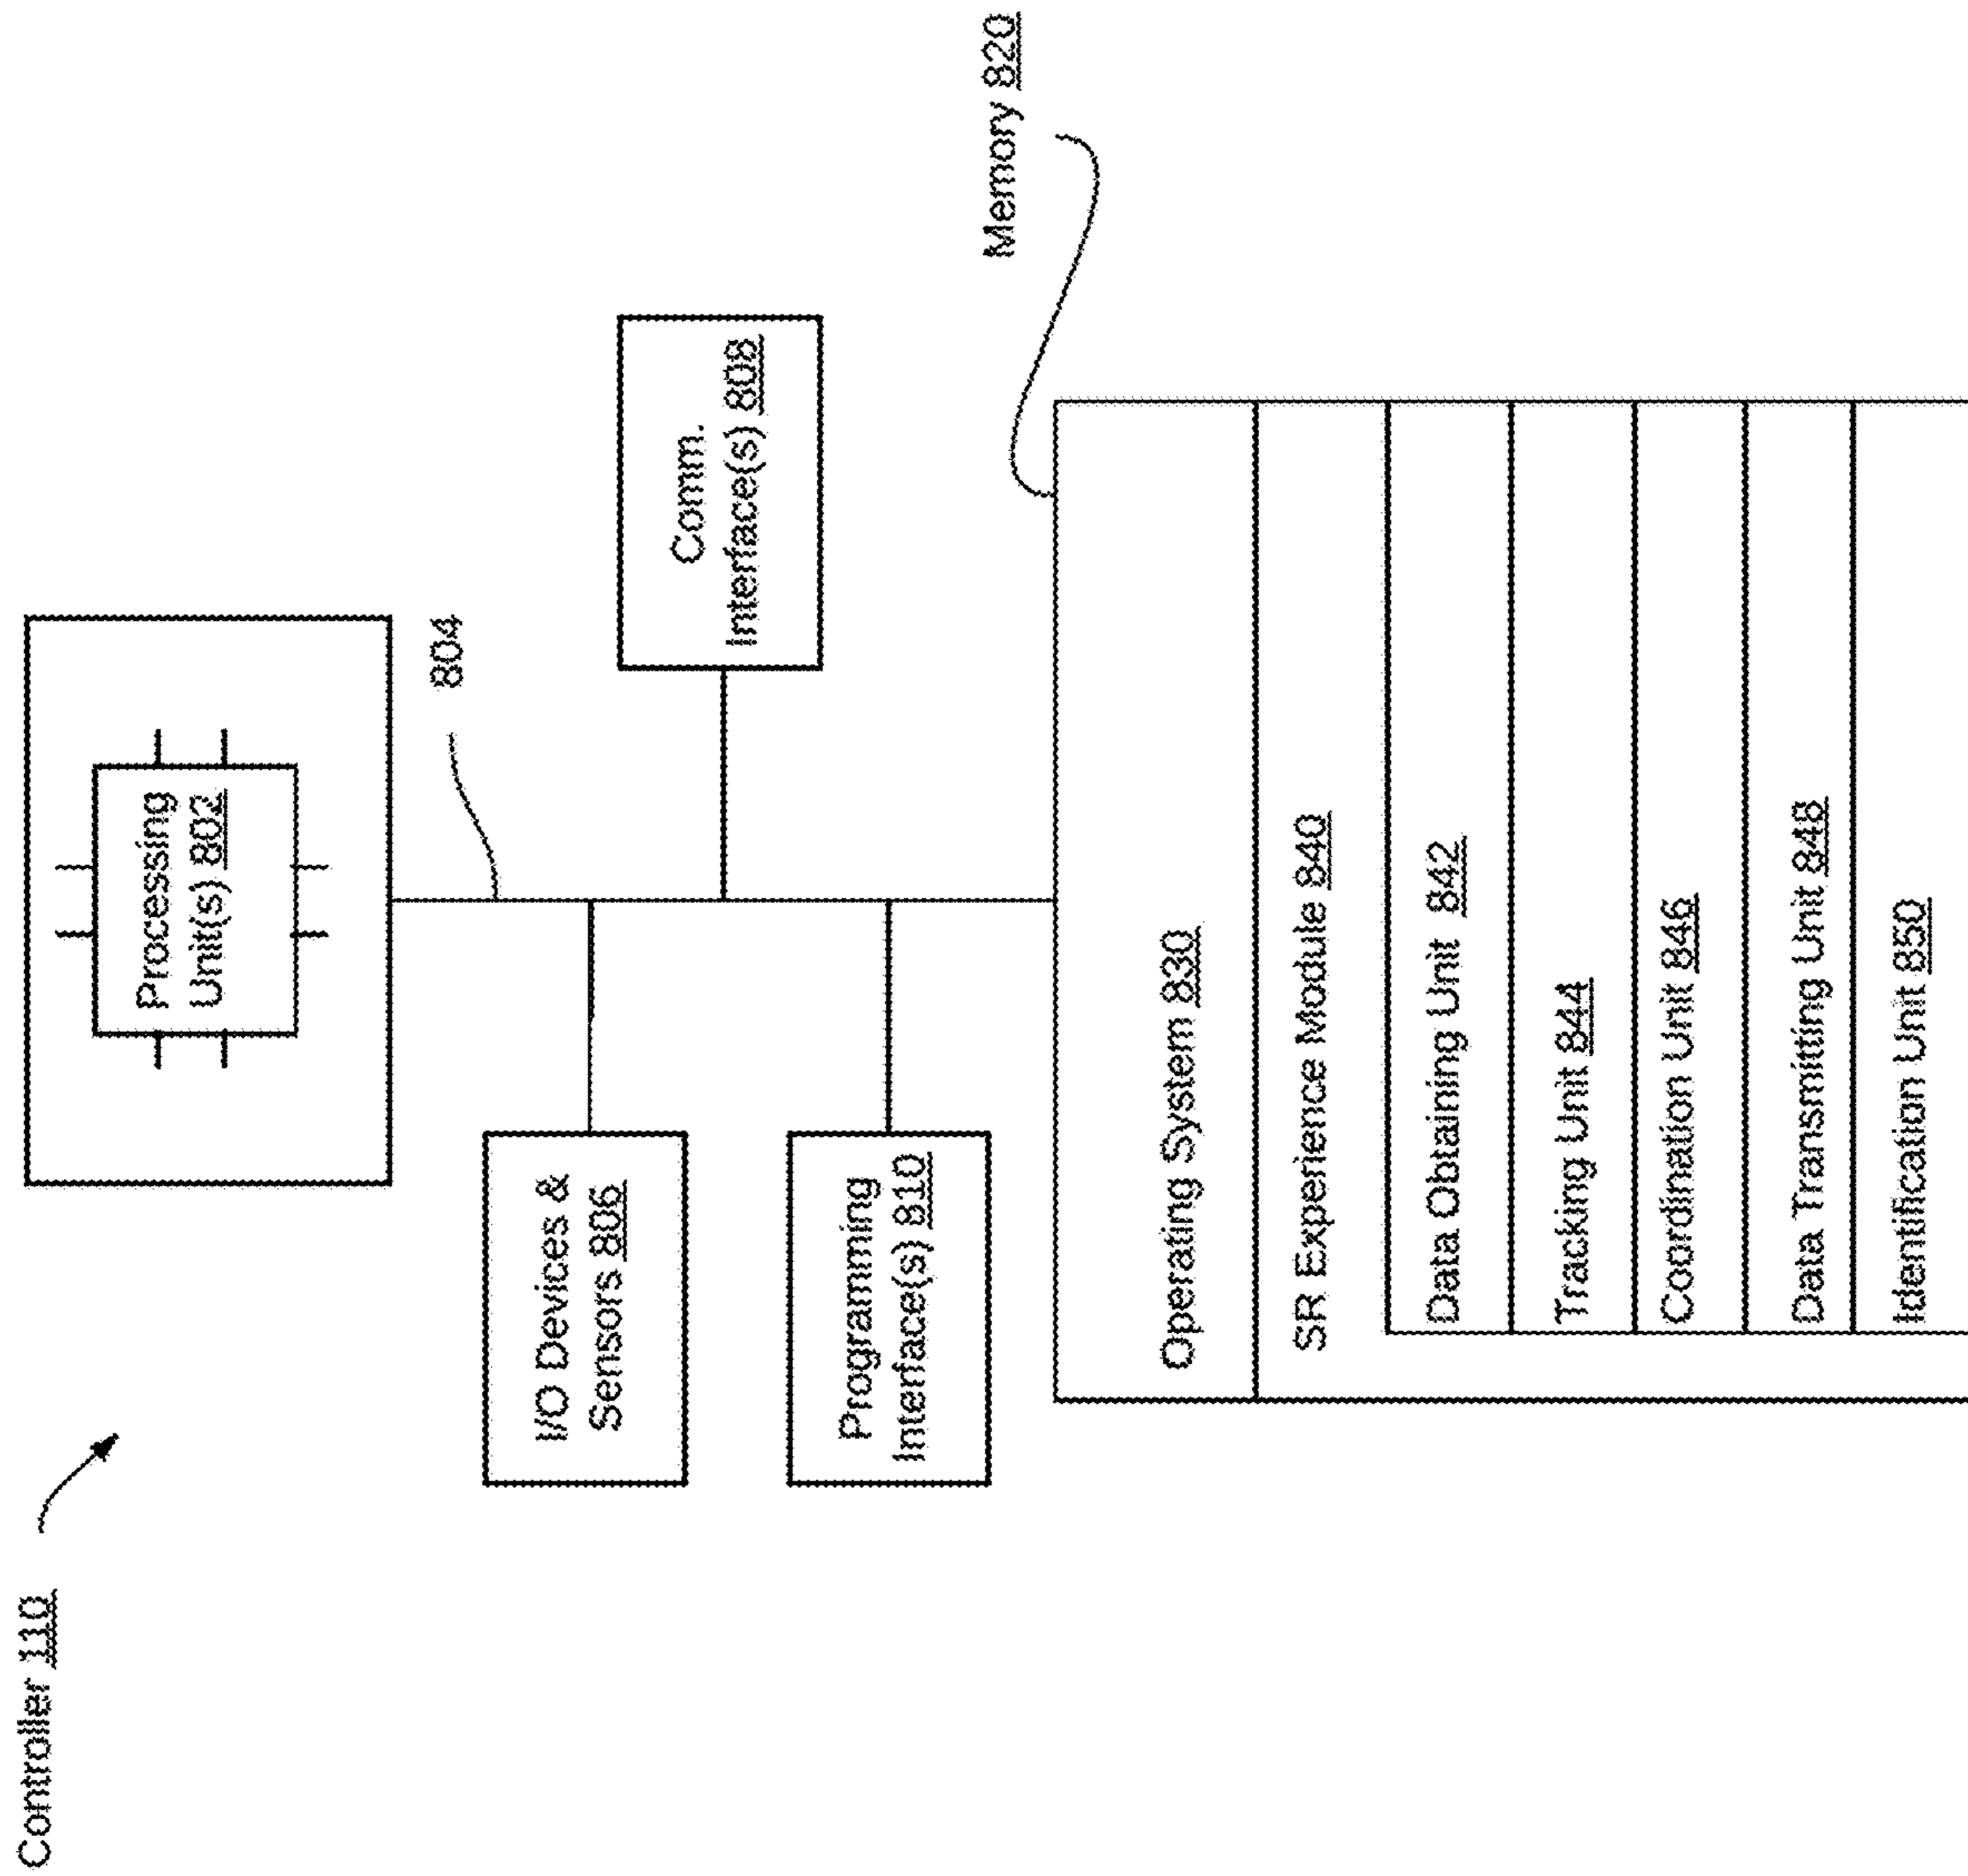 Controller 110
Processing
Unit(s) 802
804
I/O Devices &
Sensors 806
Comm.
Interface(s) 808
Programming
Interface(s) 810
Memory 820
Operating System 830
SR Experience Module 840
Data Obtaining Unit 842
Tracking Unit 844
Coordination Unit 846
Data Transmitting Unit 848
Identification Unit 850